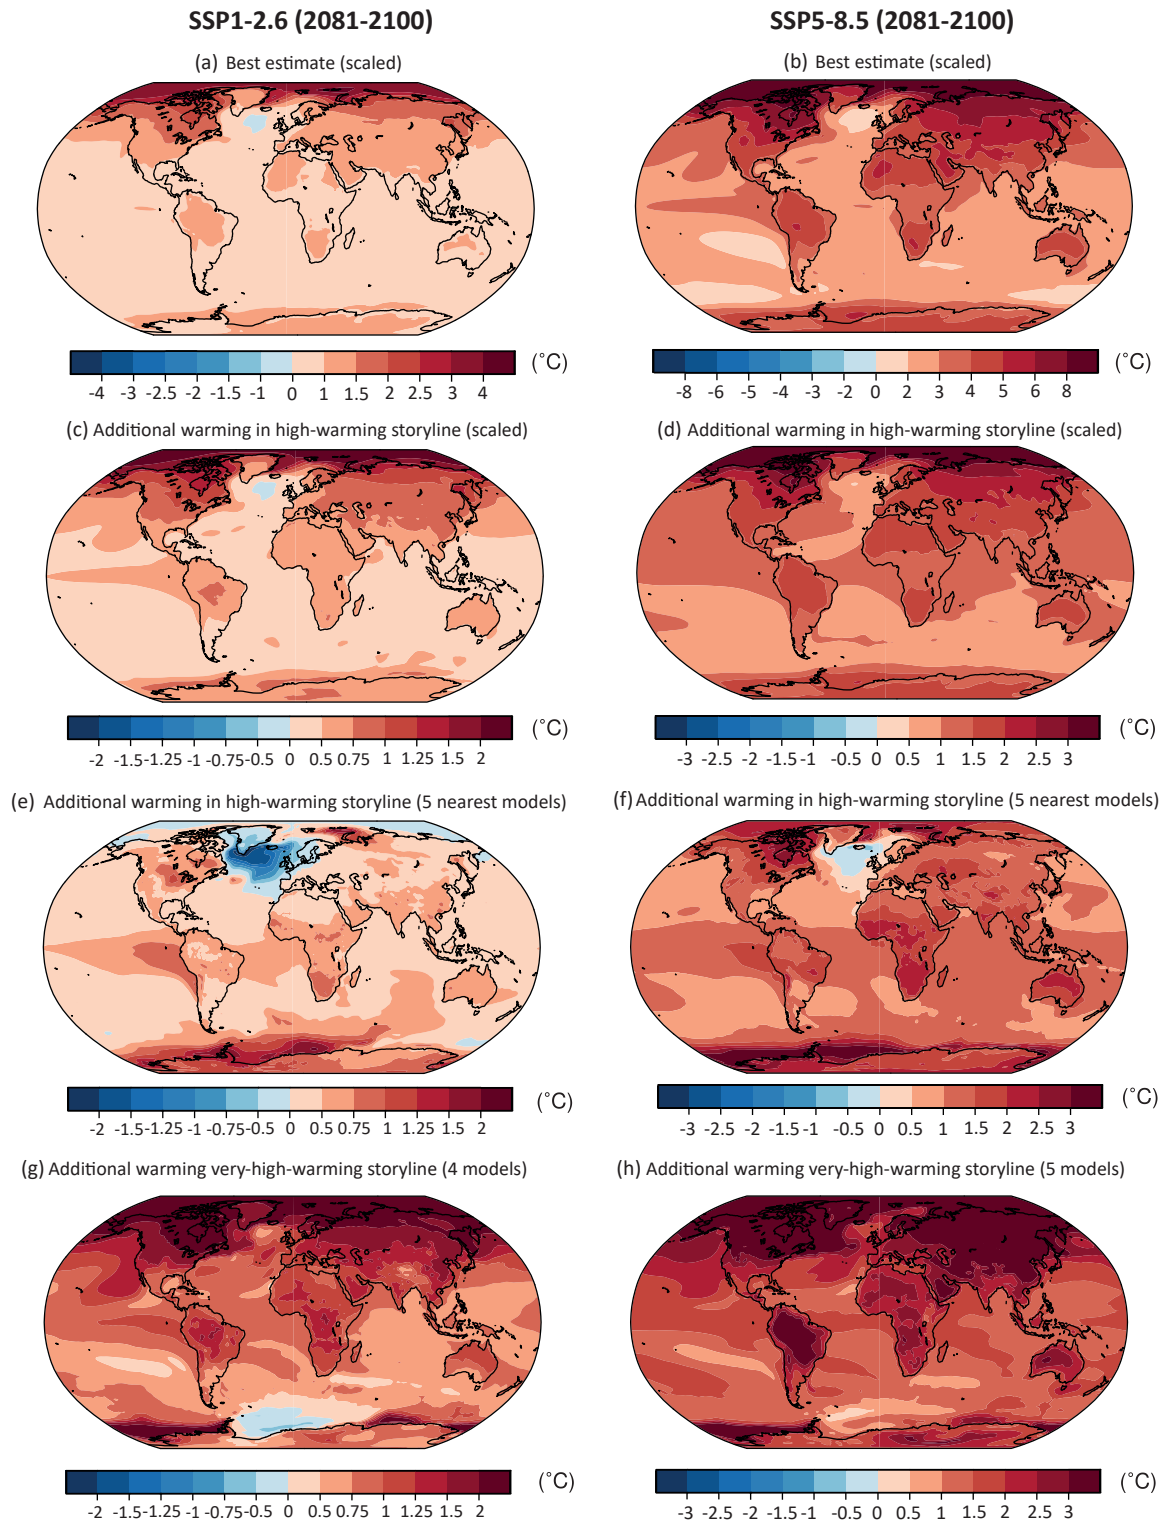 SSP1-2.6 (2081-2100)
SSP5-8.5 (2081-2100)
(a) Best estimate (scaled)
(b) Best estimate (scaled)
-4 -3 -2.5 -2 -1.5 -1 0 1 1.5 2 2.5 3 4 (°C)
-8 -6 -5 -4 -3 -2 0 2 3 4 5 6 8 (°C)
(c) Additional warming in high-warming storyline (scaled)
(d) Additional warming in high-warming storyline (scaled)
-2 -1.5 -1.25 -1 -0.75 -0.5 0 0.5 0.75 1 1.25 1.5 2 (°C)
-3 -2.5 -2 -1.5 -1 -0.5 0 0.5 1 1.5 2 2.5 3 (°C)
(e) Additional warming in high-warming storyline (5 nearest models)
(f) Additional warming in high-warming storyline (5 nearest models)
-2 -1.5 -1.25 -1 -0.75 -0.5 0 0.5 0.75 1 1.5 1.25 2 (°C)
-3 -2.5 -2 -1.5 -1 -0.5 0 0.5 1 1.5 2 2.5 3 (°C)
(g) Additional warming very-high-warming storyline (4 models)
(h) Additional warming very-high-warming storyline (5 models)
-2 -1.5 -1.25 -1 -0.75 -0.5 0 0.5 0.75 1 1.25 1.5 2 (°C)
-3 -2.5 -2 -1.5 -1 -0.5 0 0.5 1 1.5 2 2.5 3 (°C)